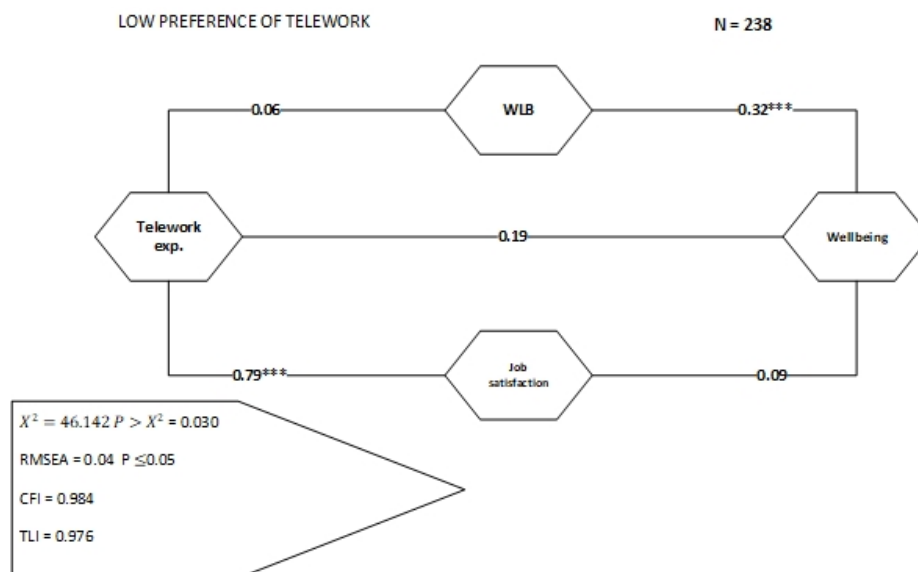 LOW PREFERENCE OF TELEWORK
N = 238
0.06
WLB
0.32***
Telework
exp.
0.19
Wellbeing
0.79***
Job
satisfaction
0.09
X² = 46.142 P > X² = 0.030
RMSEA = 0.04 P ≤0.05
CFI = 0.984
TLI = 0.976